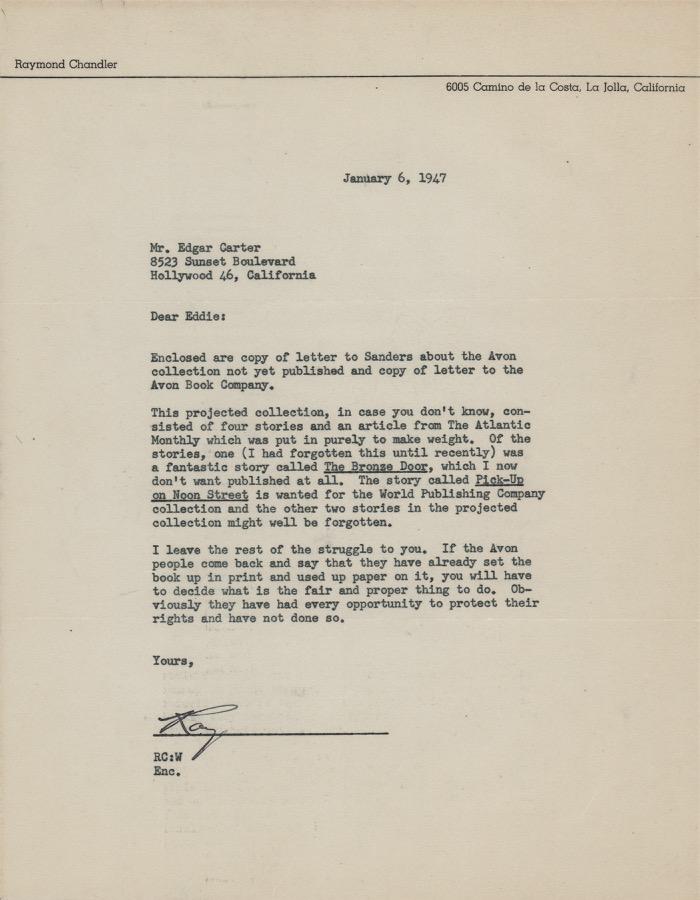 Raymond Chandler
6005 Camino de la Costa, La Jolla, California
January 6, 1947
Mr. Edgar Carter
8523 Sunset Boulevard
Hollywood 46, California
Dear Eddie:
Enclosed are copy of letter to Sanders about the Avon
collection not yet published and copy of letter to the
Avon Book Company.
This projected collection, in case you don't know, con-
sisted of four stories and an article from The Atlantic
Monthly which was put in purely to make weight. Of the
stories, one (I had forgotten this until recently) was
a fantastic story called The Bronze Door, which I now
don't want published at all. The story called Pick-Up
on Noon Street is wanted for the World Publishing Company
collection and the other two stories in the projected
collection might well be forgotten.
I leave the rest of the struggle to you. If the Avon
people come back and say that they have already set the
book up in print and used up paper on it, you will have
to decide what is the fair and proper thing to do. Ob-
viously they have had every opportunity to protect their
rights and have not done so.
Yours,
Ray
RC:W
Enc.